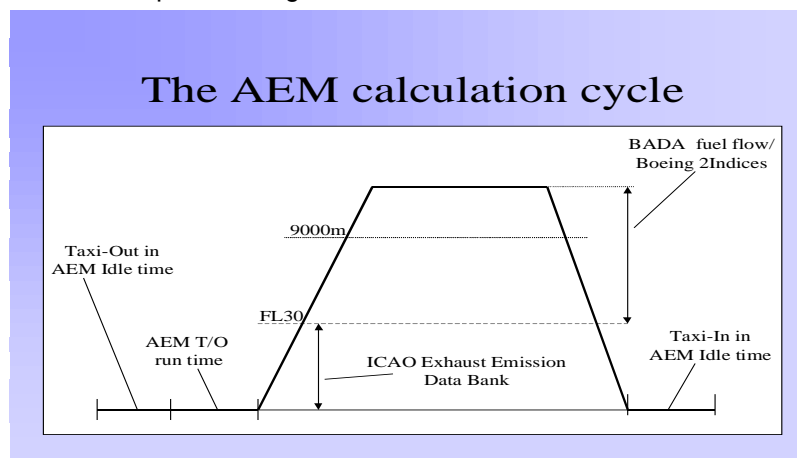 The AEM calculation cycle
BADA  fuel flow/
Boeing 2Indices
9000m
Taxi-Out in
AEM Idle time
FL30
AEM T/O
run time
ICAO Exhaust Emission
Data Bank
Taxi-In in
AEM Idle time